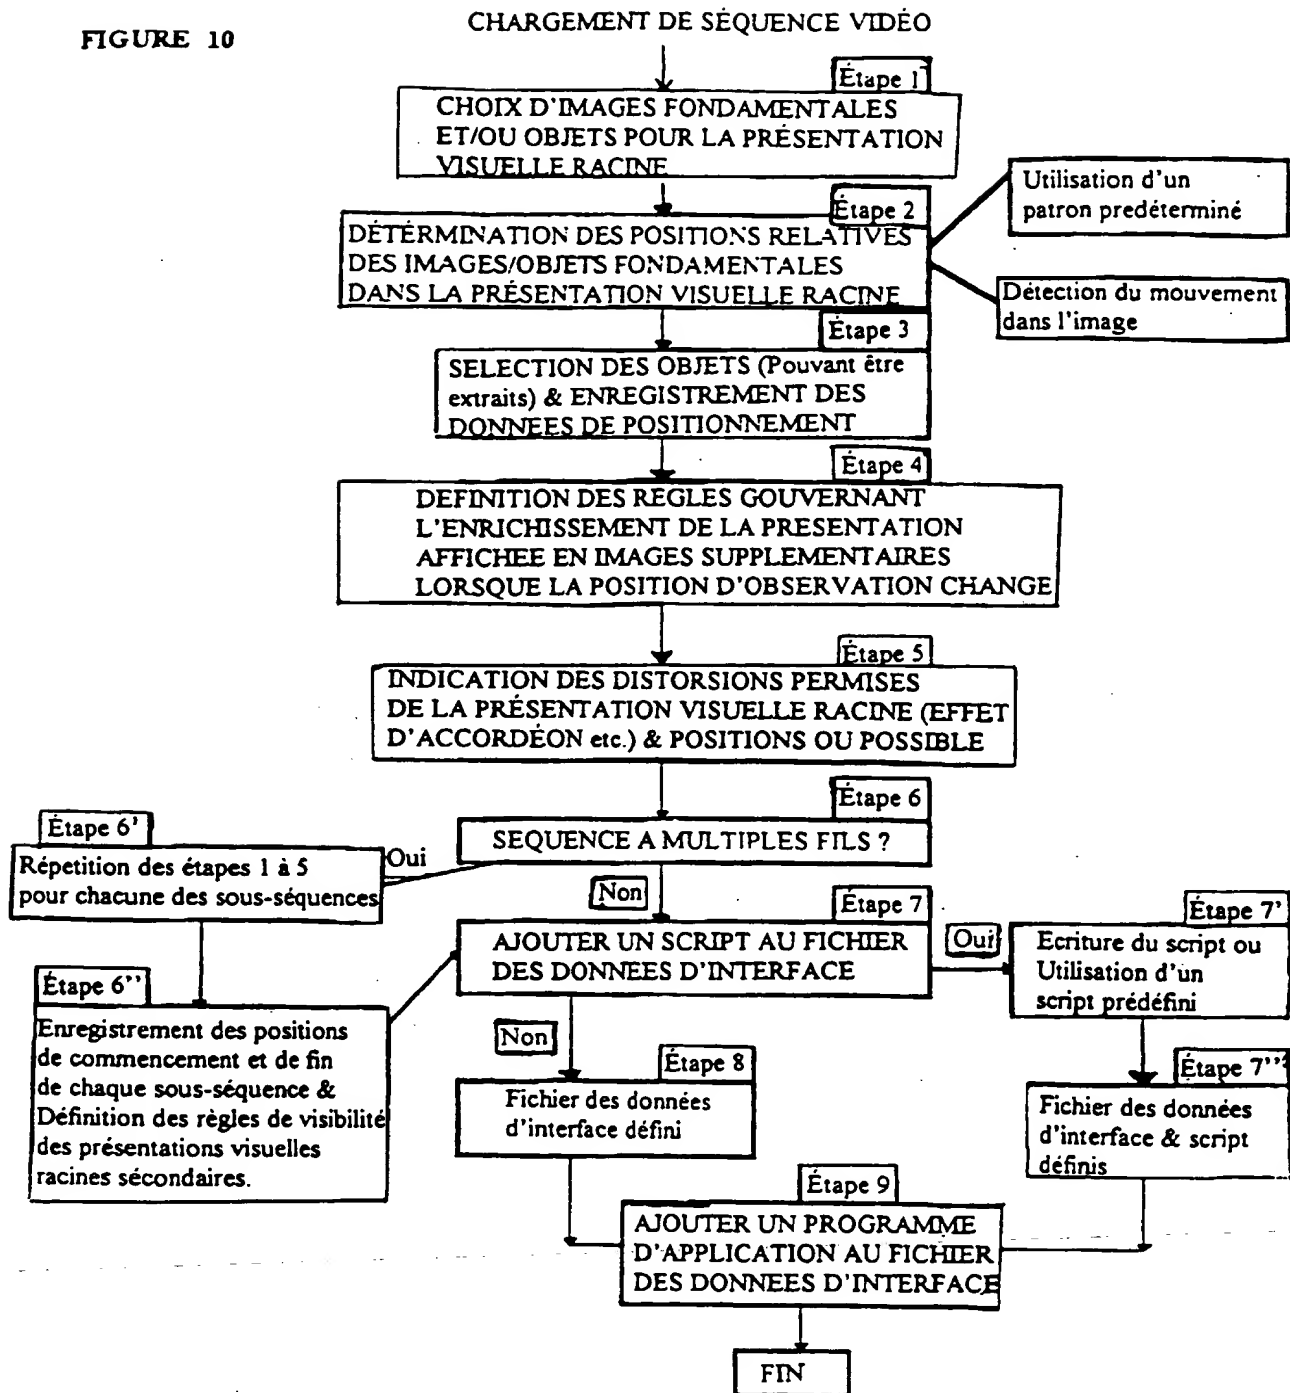 FIGURE 10
CHARGEMENT DE SÉQUENCE VIDÉO
Étape 1
CHOIX D'IMAGES FONDAMENTALES
ET/OU OBJETS POUR LA PRÉSENTATION
VISUELLE RACINE
Étape 2
DÉTÉRMINATION DES POSITIONS RELATIVES
DES IMAGES/OBJETS FONDAMENTALES
DANS LA PRÉSENTATION VISUELLE RACINE
Utilisation d'un
patron predéterminé
Détection du mouvement
dans l'image
Étape 3
SELECTION DES OBJETS (Pouvant être
extraits) & ENREGISTREMENT DES
DONNEES DE POSITIONNEMENT
Étape 4
DEFINITION DES REGLES GOUVERNANT
L'ENRICHISSEMENT DE LA PRESENTATION
AFFICHEE EN IMAGES SUPPLEMENTAIRES
LORSQUE LA POSITION D'OBSERVATION CHANGE
Étape 5
INDICATION DES DISTORSIONS PERMISES
DE LA PRÉSENTATION VISUELLE RACINE (EFFET
D'ACCORDÉON etc.) & POSITIONS OU POSSIBLE
Étape 6
SEQUENCE A MULTIPLES FILS ?
Oui
Étape 6'
Répetition des étapes 1 à 5
pour chacune des sous-séquences
Étape 6''
Enregistrement des positions
de commencement et de fin
de chaque sous-séquence &
Définition des règles de visibilité
des présentations visuelles
racines sécondaires.
Non
Étape 7
AJOUTER UN SCRIPT AU FICHIER
DES DONNEES D'INTERFACE
Oui
Étape 7'
Ecriture du script ou
Utilisation d'un
script prédéfini
Étape 7''
Fichier des données
d'interface & script
définis
Non
Étape 8
Fichier des données
d'interface défini
Étape 9
AJOUTER UN PROGRAMME
D'APPLICATION AU FICHIER
DES DONNEES D'INTERFACE
FIN